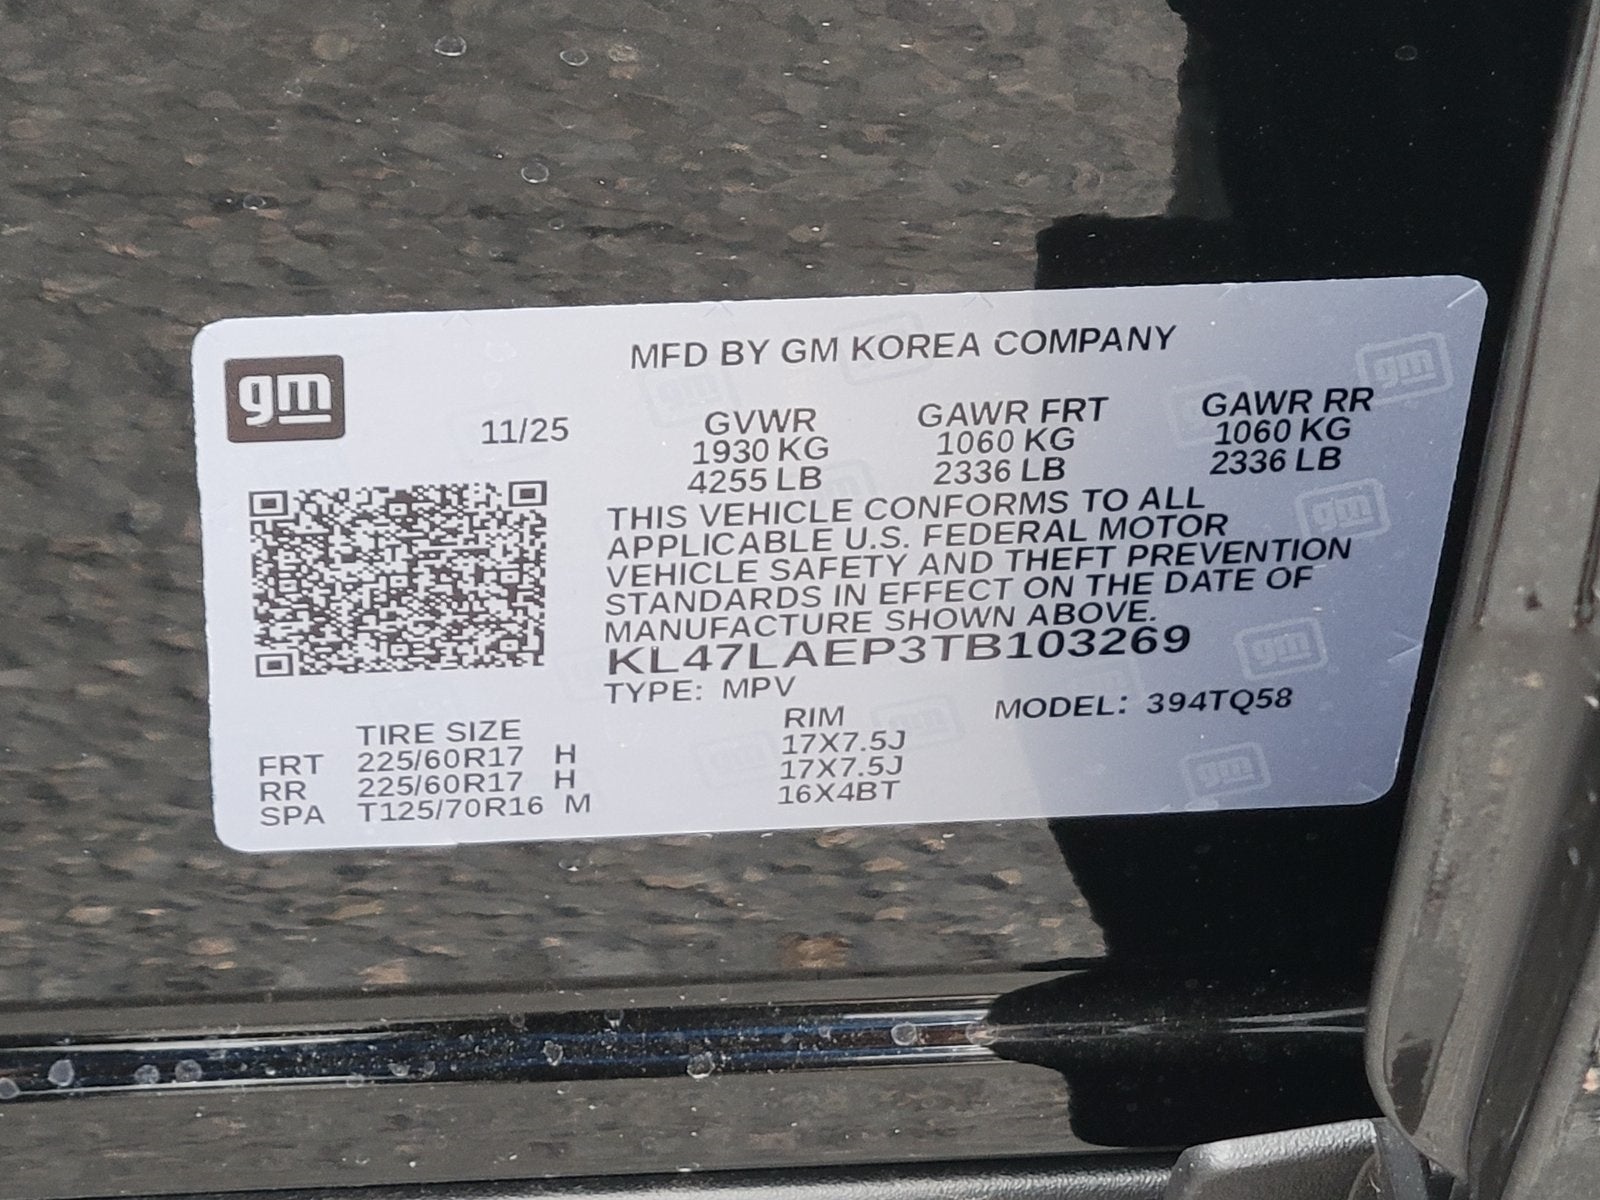 gm
MFD BY GM KOREA COMPANY
11/25
GVWR GAWR FRT GAWR RR
1930 KG 1060 KG 1060 KG
4255 LB 2336 LB 2336 LB
THIS VEHICLE CONFORMS TO ALL
APPLICABLE U.S. FEDERAL MOTOR
VEHICLE SAFETY AND THEFT PREVENTION
STANDARDS IN EFFECT ON THE DATE OF
MANUFACTURE SHOWN ABOVE.
KL47LAEP3TB103269
TYPE: MPV
MODEL: 394TQ58
TIRE SIZE RIM
FRT 225/60R17 H 17X7.5J
RR 225/60R17 H 17X7.5J
SPA T125/70R16 M 16X4BT